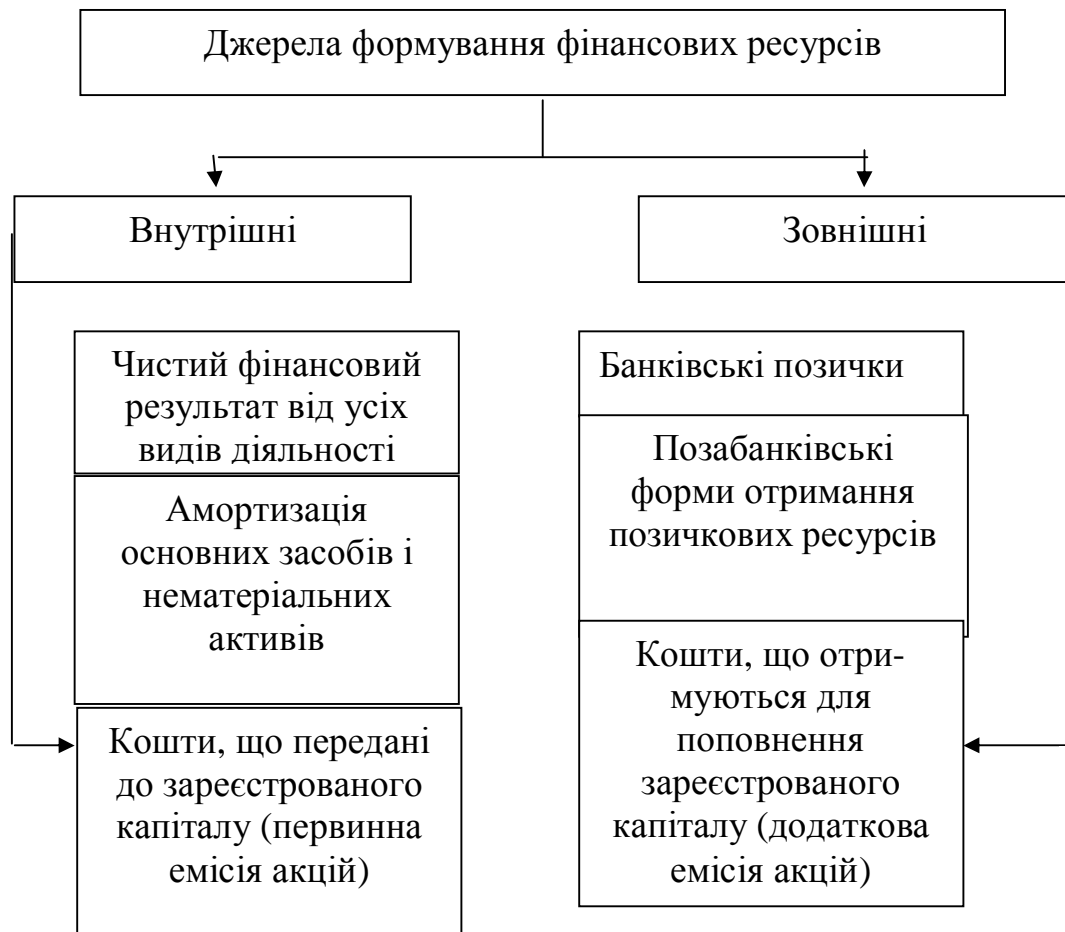 Джерела формування фінансових ресурсів
Внутрішні
Зовнішні
Чистий фінансовий
результат від усіх
видів діяльності
Амортизація
основних засобів і
нематеріальних
активів
Кошти, що передані
до зареєстрованого
капіталу (первинна
емісія акцій)
Банківські позички
Позабанківські
форми отримання
позичкових ресурсів
Кошти, що отри-
муються для
поповнення
зареєстрованого
капіталу (додаткова
емісія акцій)